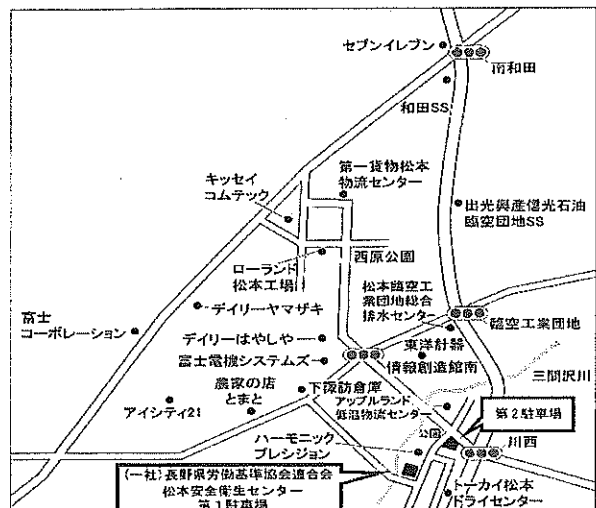 セブンイレブン
南和田
和田SS
第一貨物松本
物流センター
キッセイ
コムテック
出光興産信光石油
臨空団地SS
西原公園
ローランド
松本工場
松本臨空工
業団地総合
排水センター
デイリーヤマザキ
臨空工業団地
富士
コーポレーション
デイリーはやしや
東洋計器
富士電機システムズ
情報創造館南
三間沢川
農家の店
とまと
下諏訪倉庫
アップルランド
低温物流センター
アイシティ21
第2駐車場
公園
川西
ハーモニック
プレシジョン
(一社)長野県労働基準協会連合会
松本安全衛生センター
第1駐車場
トーカイ松本
ドライセンター